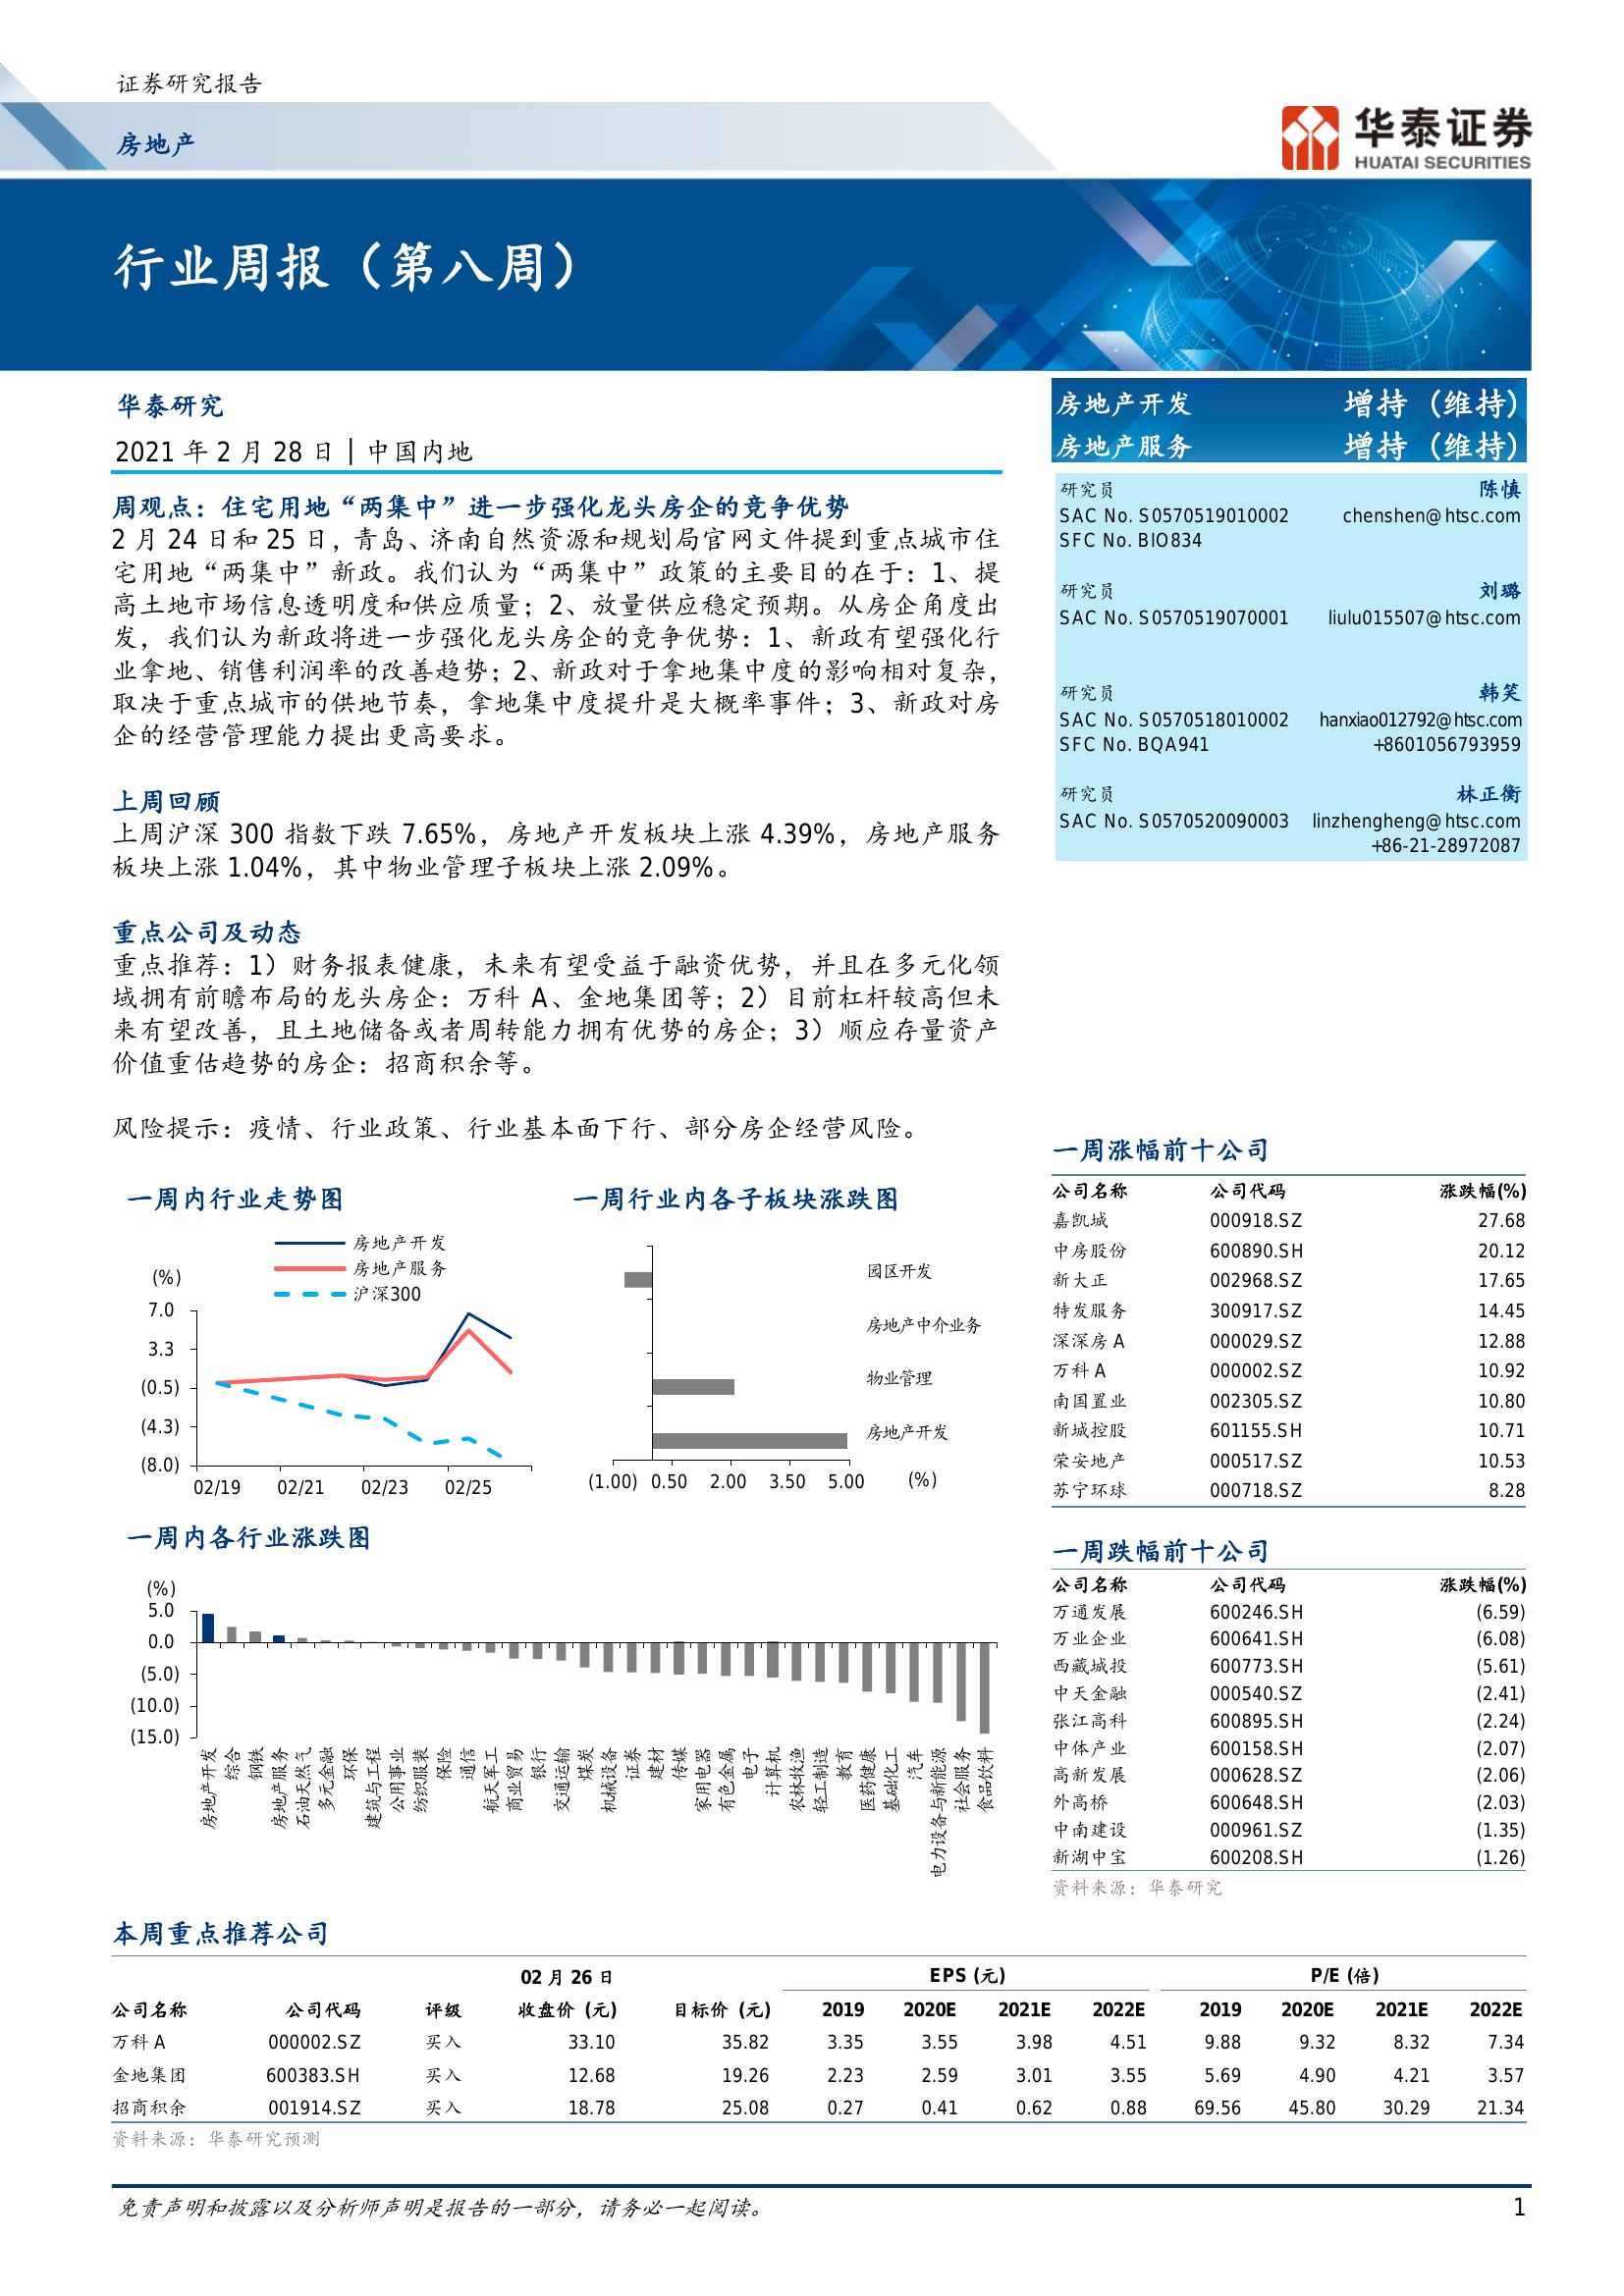 证券研究报告
房地产
华泰证券
HUATAI SECURITIES
行业周报（第八周）
华泰研究
2021 年 2 月 28 日│中国内地
周观点：住宅用地“两集中”进一步强化龙头房企的竞争优势
2 月 24 日和 25 日，青岛、济南自然资源和规划局官网文件提到重点城市住
宅用地“两集中”新政。我们认为“两集中”政策的主要目的在于：1、提
高土地市场信息透明度和供应质量；2、放量供应稳定预期。从房企角度出
发，我们认为新政将进一步强化龙头房企的竞争优势：1、新政有望强化行
业拿地、销售利润率的改善趋势；2、新政对于拿地集中度的影响相对复杂，
取决于重点城市的供地节奏，拿地集中度提升是大概率事件；3、新政对房
企的经营管理能力提出更高要求。
上周回顾
上周沪深 300 指数下跌 7.65%，房地产开发板块上涨 4.39%，房地产服务
板块上涨 1.04%，其中物业管理子板块上涨 2.09%。
重点公司及动态
重点推荐：1）财务报表健康，未来有望受益于融资优势，并且在多元化领
域拥有前瞻布局的龙头房企：万科 A、金地集团等；2）目前杠杆较高但未
来有望改善，且土地储备或者周转能力拥有优势的房企；3）顺应存量资产
价值重估趋势的房企：招商积余等。
风险提示：疫情、行业政策、行业基本面下行、部分房企经营风险。
房地产开发 增持（维持）
房地产服务 增持（维持）
研究员 陈慎
SAC No. S0570519010002 chenshen@htsc.com
SFC No. BIO834
研究员 刘璐
SAC No. S0570519070001 liulu015507@htsc.com
研究员 韩笑
SAC No. S0570518010002 hanxiao012792@htsc.com
SFC No. BQA941 +8601056793959
研究员 林正衡
SAC No. S0570520090003 linzhengheng@htsc.com
+86-21-28972087
一周内行业走势图
房地产开发
房地产服务
沪深300
(%)
7.0
3.3
(0.5)
(4.3)
(8.0)
02/19 02/21 02/23 02/25
一周行业内各子板块涨跌图
园区开发
房地产中介业务
物业管理
房地产开发
(1.00) 0.50 2.00 3.50 5.00 (%)
一周内各行业涨跌图
(%)
5.0
0.0
(5.0)
(10.0)
(15.0)
房地产开发
综合
钢铁
房地产服务
石油天然气
多元金融
环保
建筑与工程
公用事业
纺织服装
保险
通信
航天军工
商业贸易
银行
交通运输
煤炭
机械设备
证券
建材
传媒
家用电器
有色金属
电子
计算机
农林牧渔
轻工制造
教育
医药健康
基础化工
汽车
电力设备与新能源
社会服务
食品饮料
一周涨幅前十公司
公司名称 公司代码 涨跌幅(%)
嘉凯城 000918.SZ 27.68
中房股份 600890.SH 20.12
新大正 002968.SZ 17.65
特发服务 300917.SZ 14.45
深深房 A 000029.SZ 12.88
万科 A 000002.SZ 10.92
南国置业 002305.SZ 10.80
新城控股 601155.SH 10.71
荣安地产 000517.SZ 10.53
苏宁环球 000718.SZ 8.28
一周跌幅前十公司
公司名称 公司代码 涨跌幅(%)
万通发展 600246.SH (6.59)
万业企业 600641.SH (6.08)
西藏城投 600773.SH (5.61)
中天金融 000540.SZ (2.41)
张江高科 600895.SH (2.24)
中体产业 600158.SH (2.07)
高新发展 000628.SZ (2.06)
外高桥 600648.SH (2.03)
中南建设 000961.SZ (1.35)
新湖中宝 600208.SH (1.26)
资料来源：华泰研究
本周重点推荐公司
02 月 26 日 EPS (元) P/E (倍)
公司名称 公司代码 评级 收盘价 (元) 目标价 (元) 2019 2020E 2021E 2022E 2019 2020E 2021E 2022E
万科 A 000002.SZ 买入 33.10 35.82 3.35 3.55 3.98 4.51 9.88 9.32 8.32 7.34
金地集团 600383.SH 买入 12.68 19.26 2.23 2.59 3.01 3.55 5.69 4.90 4.21 3.57
招商积余 001914.SZ 买入 18.78 25.08 0.27 0.41 0.62 0.88 69.56 45.80 30.29 21.34
资料来源：华泰研究预测
免责声明和披露以及分析师声明是报告的一部分，请务必一起阅读。 1